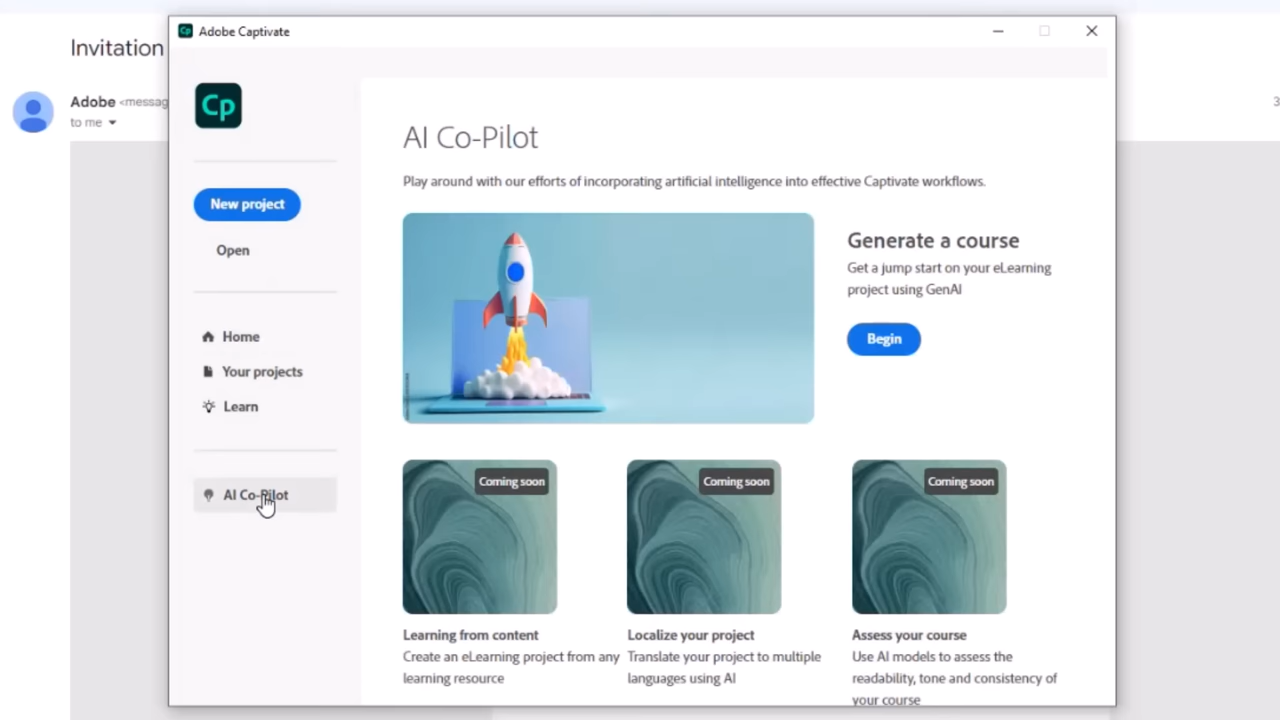 Invitation
Adobe <messag
to me
3
Adobe Captivate
Cp
New project
Open
Home
Your projects
Learn
AI Co-Pilot
AI Co-Pilot
Play around with our efforts of incorporating artificial intelligence into effective Captivate workflows.
Generate a course
Get a jump start on your eLearning
project using GenAI
Begin
Coming soon
Learning from content
Create an eLearning project from any
learning resource
Coming soon
Localize your project
Translate your project to multiple
languages using AI
Coming soon
Assess your course
Use AI models to assess the
readability, tone and consistency of
your course